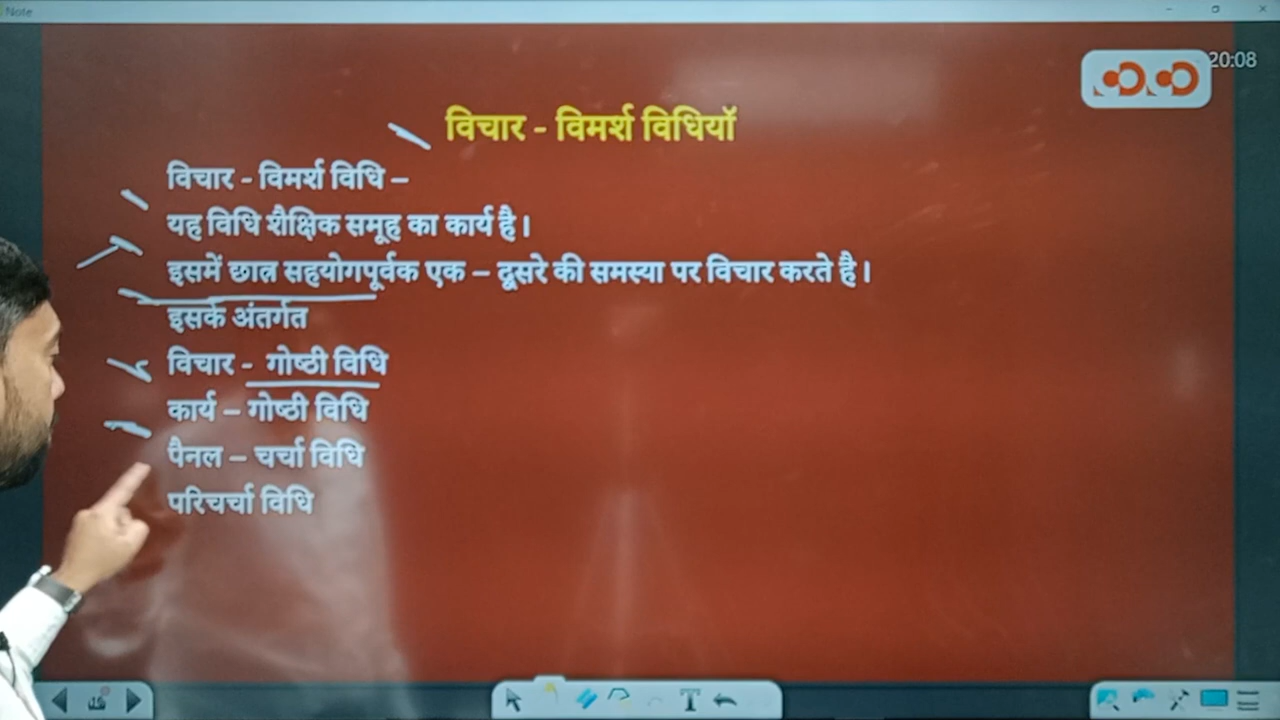 Note
20:08
विचार - विमर्श विधियॉ
विचार - विमर्श विधि –
यह विधि शैक्षिक समूह का कार्य है।
इसमें छात्र सहयोगपूर्वक एक – दूसरे की समस्या पर विचार करते है।
इसके अंतर्गत
विचार - गोष्ठी विधि
कार्य – गोष्ठी विधि
पैनल – चर्चा विधि
परिचर्चा विधि